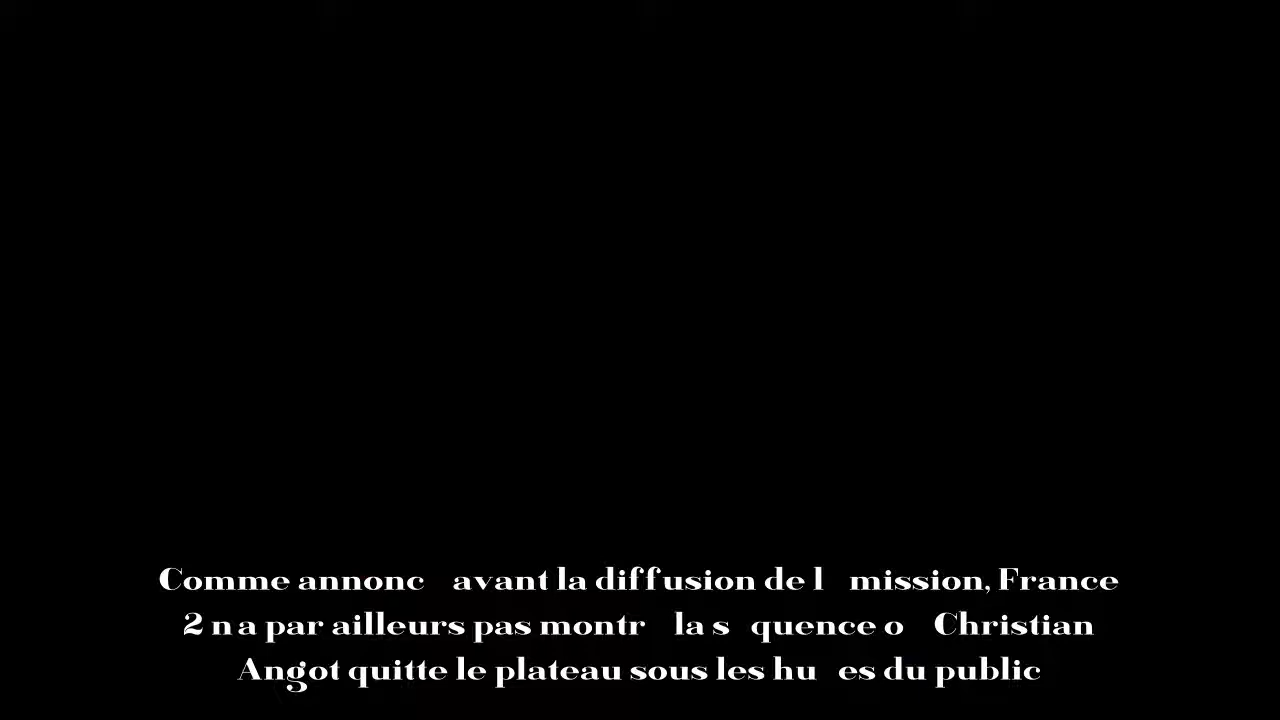 Comme annonc avant la diffusion de l mission, France
2 n a par ailleurs pas montr la s quence o Christian
Angot quitte le plateau sous les hu es du public